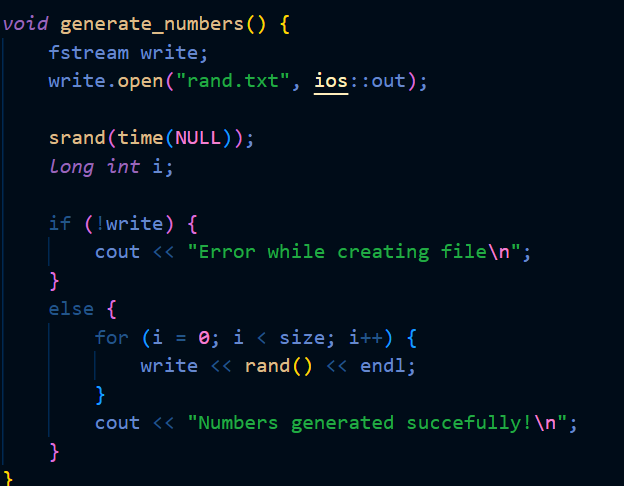 void generate_numbers() {
    fstream write;
    write.open("rand.txt", ios::out);
    srand(time(NULL));
    long int i;
    if (!write) {
        cout << "Error while creating file\n";
    }
    else {
        for (i = 0; i < size; i++) {
            write << rand() << endl;
        }
        cout << "Numbers generated succefully!\n";
    }
}